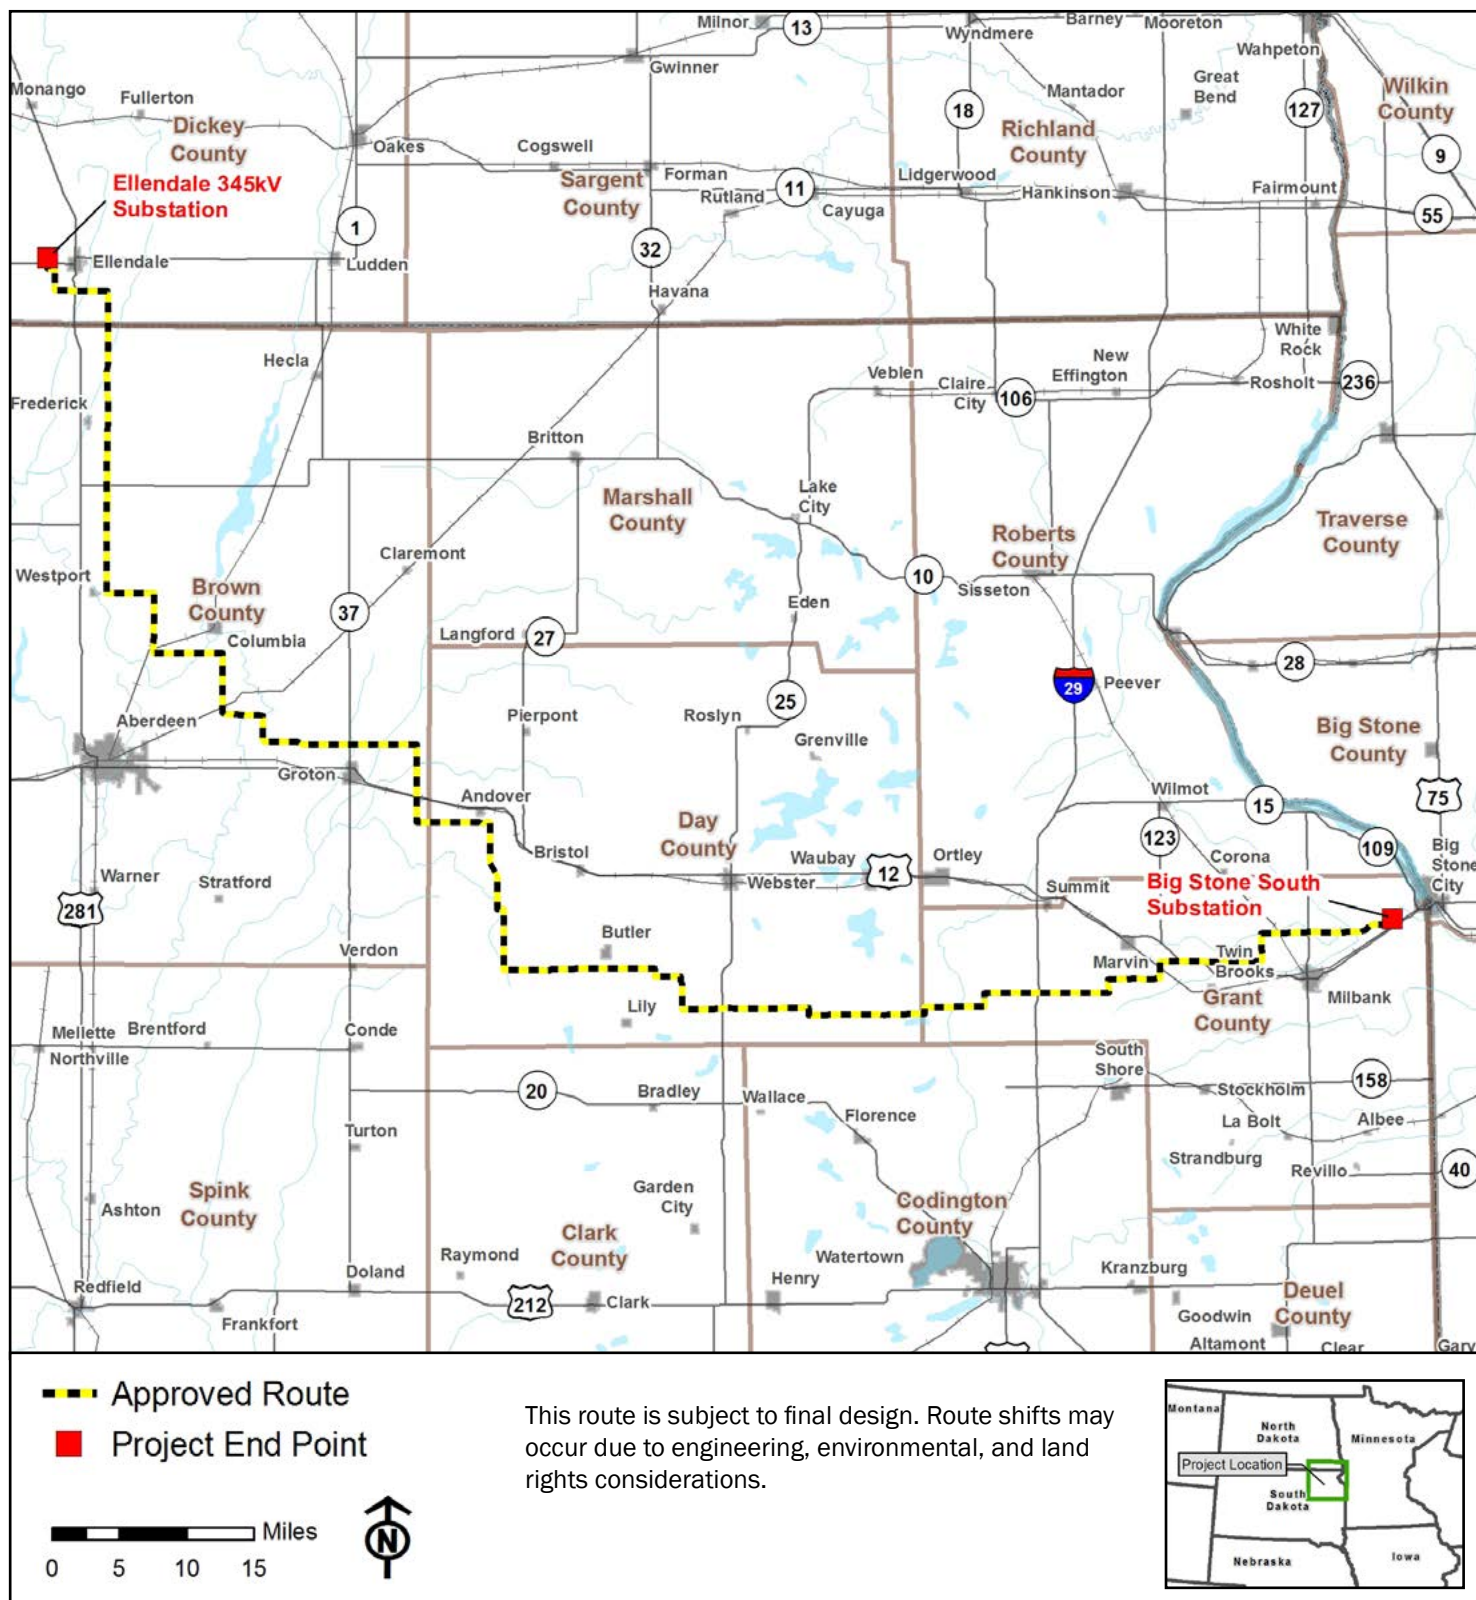 Milnor
13
Wyndmere
Barney
Mooreton
Wahpeton
Gwinner
Monango
Fullerton
Dickey
County
Oakes
Cogswell
Forman
Sargent
County
Rutland
11
Cayuga
18
Mantador
Great
Bend
127
Wilkin
County
Richland
County
9
Lidgerwood
Hankinson
Fairmount
55
Ellendale 345kV
Substation
1
Ellendale
Ludden
32
Havana
White
Rock
Hecla
Frederick
Veblen
Claire
City
106
New
Effington
Rosholt
236
Britton
Lake
City
Marshall
County
Roberts
County
Traverse
County
Claremont
Westport
Brown
County
37
10
Sisseton
Eden
Columbia
Langford
27
28
29
Peever
25
Aberdeen
Pierpont
Roslyn
Grenville
Big Stone
County
Groton
Andover
Wilmot
15
75
Day
County
123
109
Big
Stone
City
Bristol
Waubay
12
Ortley
Corona
Webster
Summit
Big Stone South
Substation
Warner
Stratford
281
Butler
Verdon
Marvin
Twin
Brooks
Grant
County
Milbank
Lily
Mellette
Brentford
Northville
Conde
South
Shore
158
20
Bradley
Wallace
Stockholm
Florence
La Bolt
Albee
Turton
Strandburg
Revillo
40
Spink
County
Ashton
Garden
City
Codington
County
Clark
County
Raymond
Watertown
Redfield
Doland
Henry
Kranzburg
Deuel
County
212
Clark
Frankfort
Goodwin
Altamont
Clear
Gary
Approved Route
Project End Point
Miles
0 5 10 15
N
This route is subject to final design. Route shifts may
occur due to engineering, environmental, and land
rights considerations.
Montana
North
Dakota
Minnesota
Project Location
South
Dakota
Nebraska
Iowa